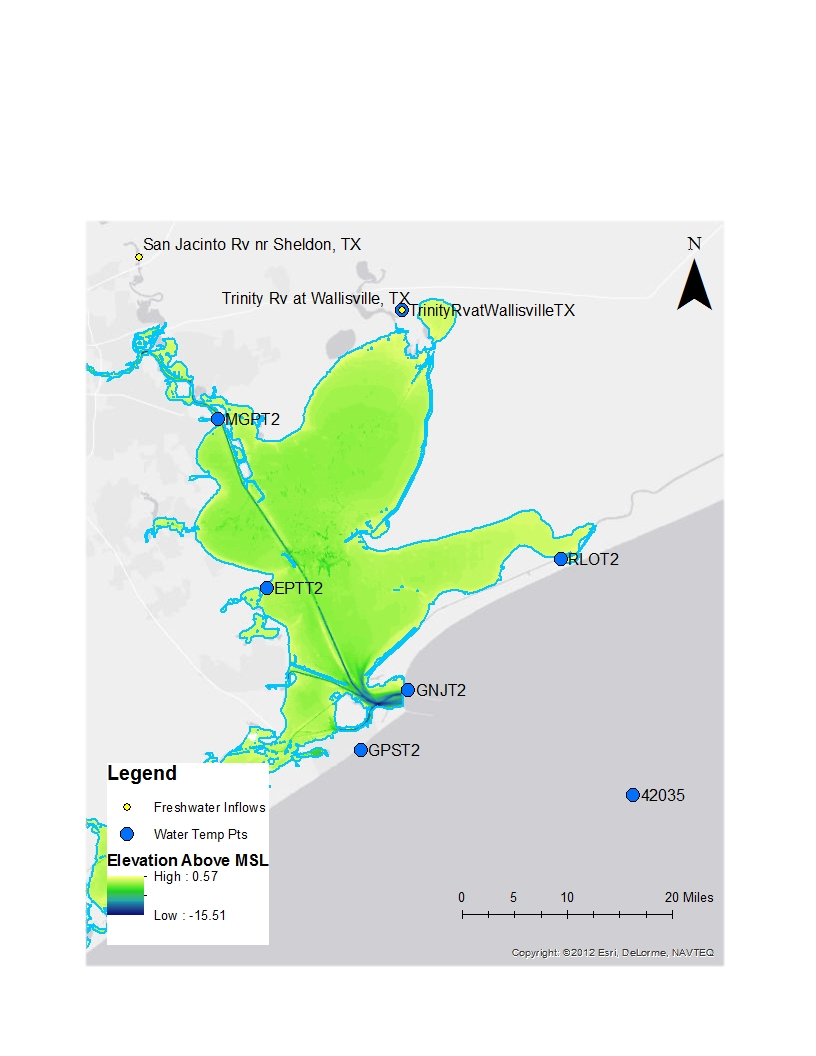 San Jacinto Rv nr Sheldon, TX
N
Trinity Rv at Wallisville, TX
TrinityRvatWallisvilleTX
MGPT2
RLOT2
EPTT2
GNJT2
GPST2
42035
Legend
Freshwater Inflows
Water Temp Pts
Elevation Above MSL
High : 0.57
Low : -15.51
0 5 10 20 Miles
Copyright: ©2012 Esri, DeLorme, NAVTEQ